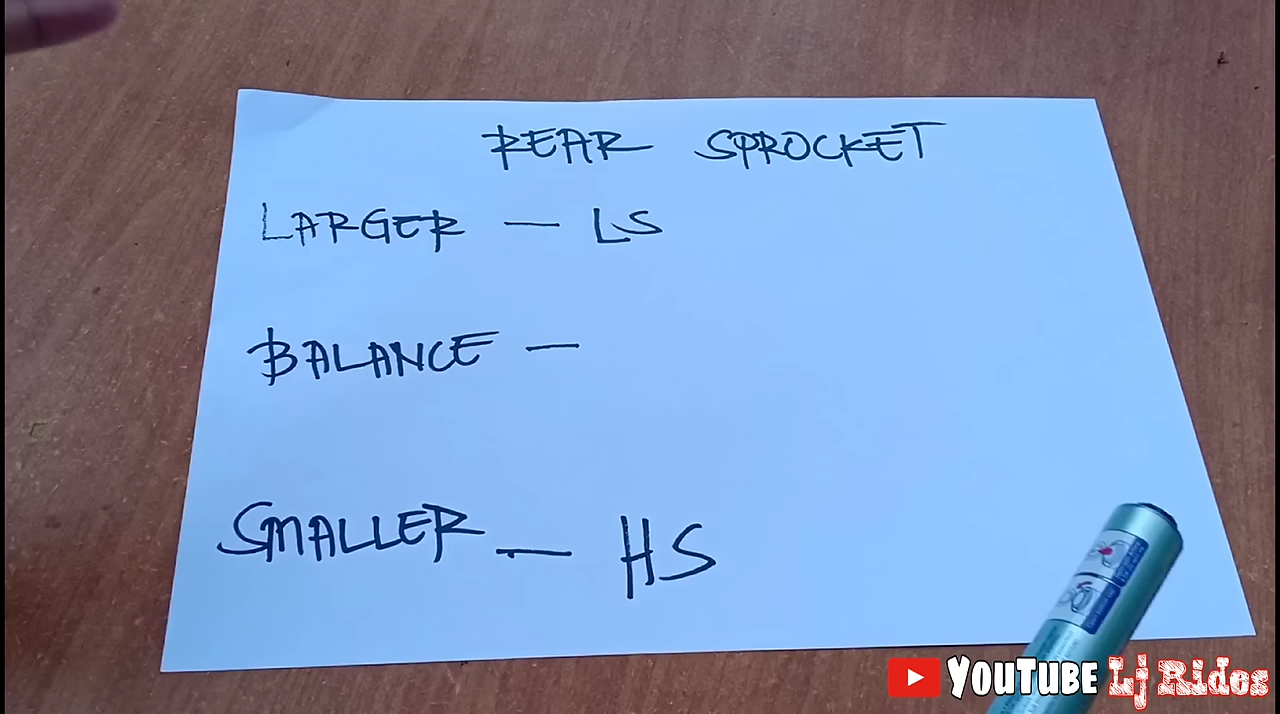 REAR SPROCKET
LARGER — LS
BALANCE —
SMALLER — HS
YouTube Lj Rides